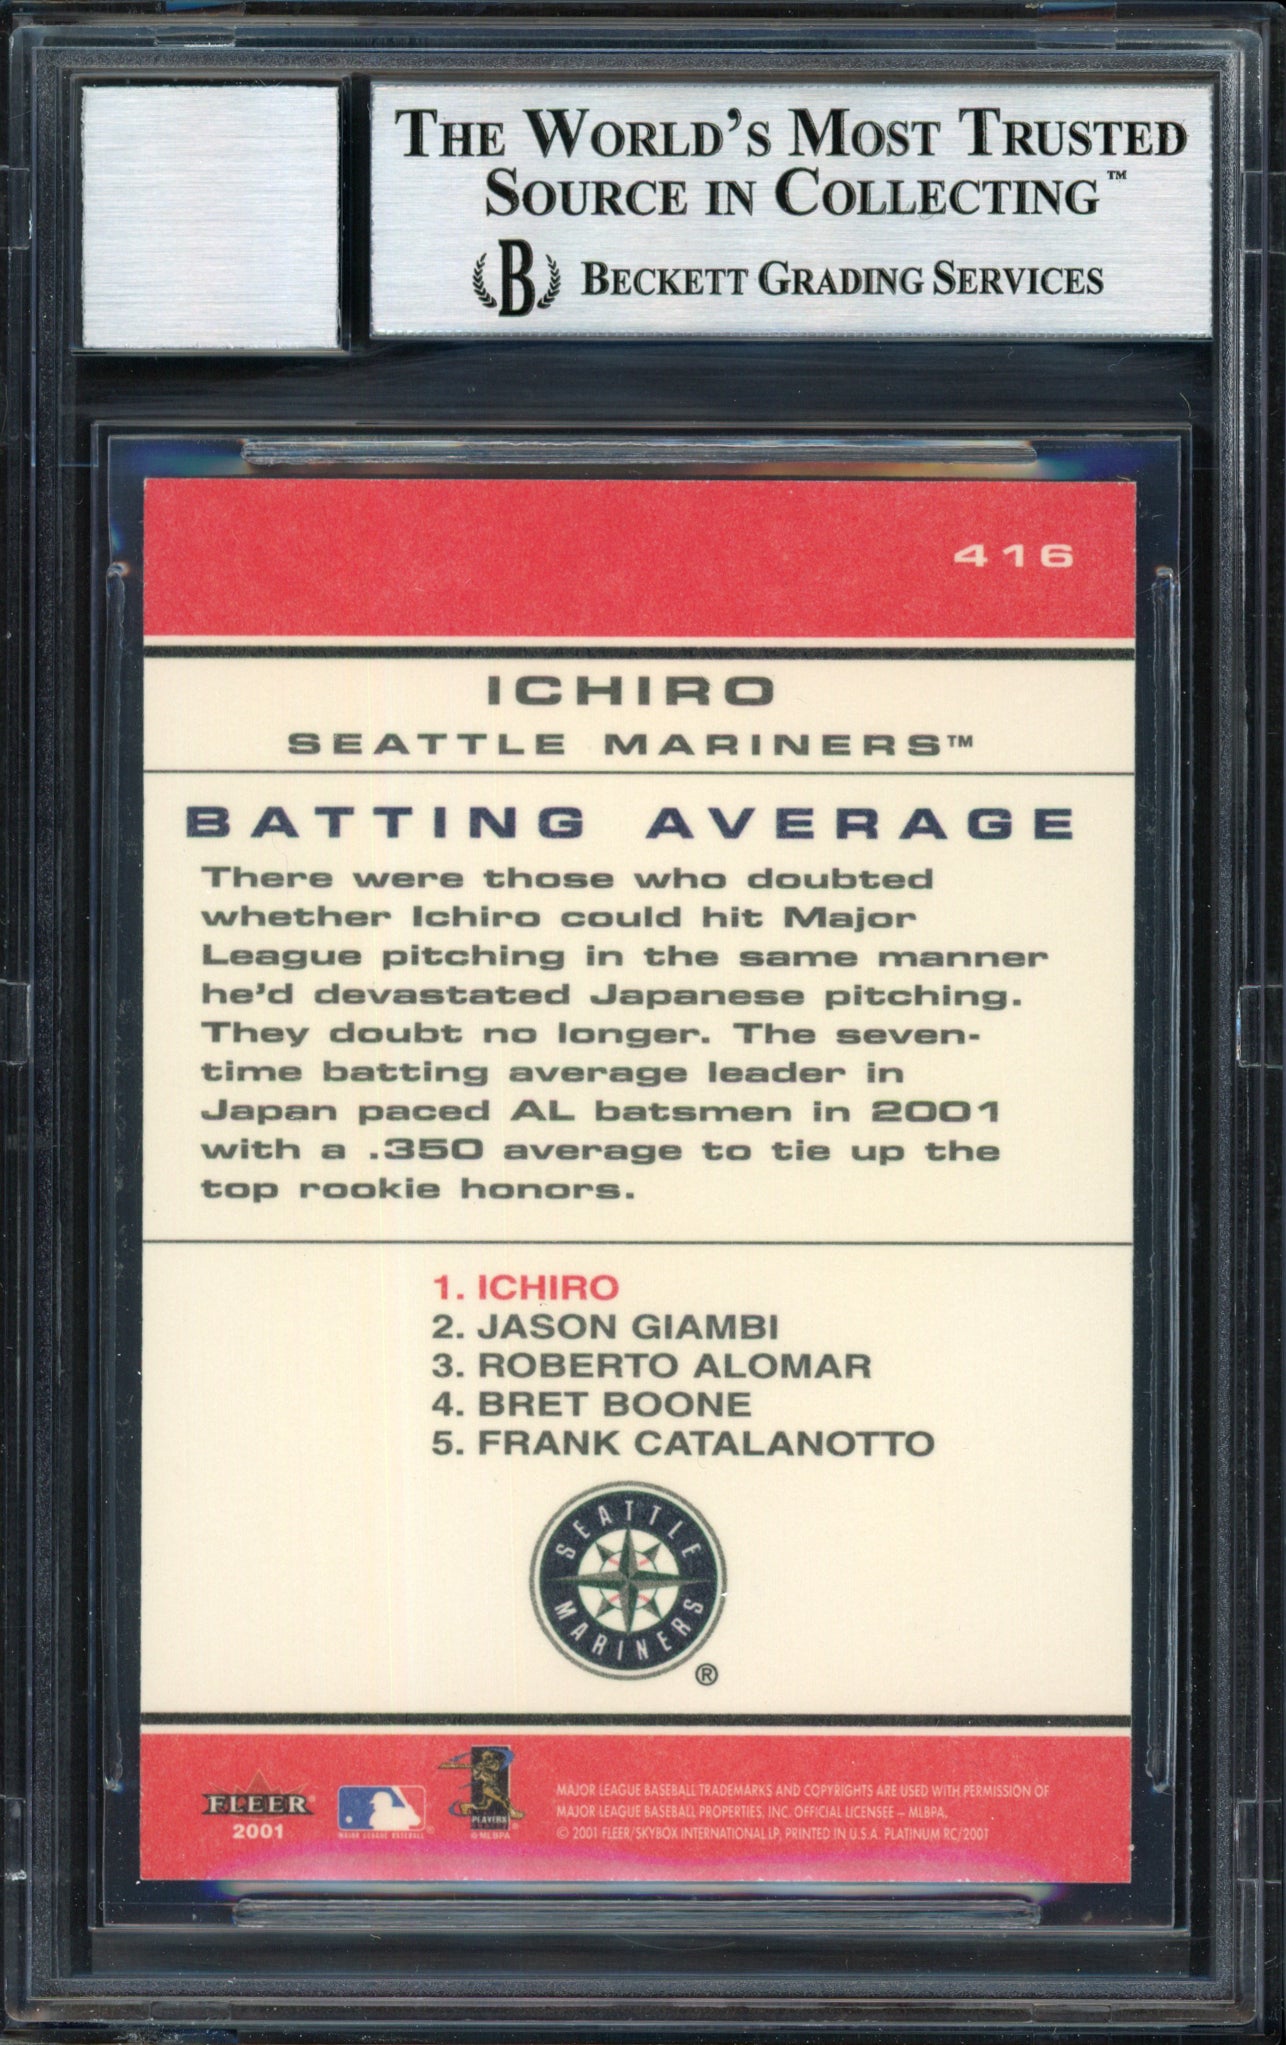 THE WORLD'S MOST TRUSTED
SOURCE IN COLLECTING™
B BECKETT GRADING SERVICES
416
ICHIRO
SEATTLE MARINERS™
BATTING AVERAGE
There were those who doubted
whether Ichiro could hit Major
League pitching in the same manner
he'd devastated Japanese pitching.
They doubt no longer. The seven-
time batting average leader in
Japan paced AL batsmen in 2001
with a .350 average to tie up the
top rookie honors.
1. ICHIRO
2. JASON GIAMBI
3. ROBERTO ALOMAR
4. BRET BOONE
5. FRANK CATALANOTTO
SEATTLE
MARINERS
®
FLEER®
2001
MAJOR LEAGUE BASEBALL ®
PLAYERS
© MLBPA
MAJOR LEAGUE BASEBALL TRADEMARKS AND COPYRIGHTS ARE USED WITH PERMISSION OF
MAJOR LEAGUE BASEBALL PROPERTIES, INC. OFFICIAL LICENSEE – MLBPA.
© 2001 FLEER/SKYBOX INTERNATIONAL LP, PRINTED IN U.S.A. PLATINUM RC/2001